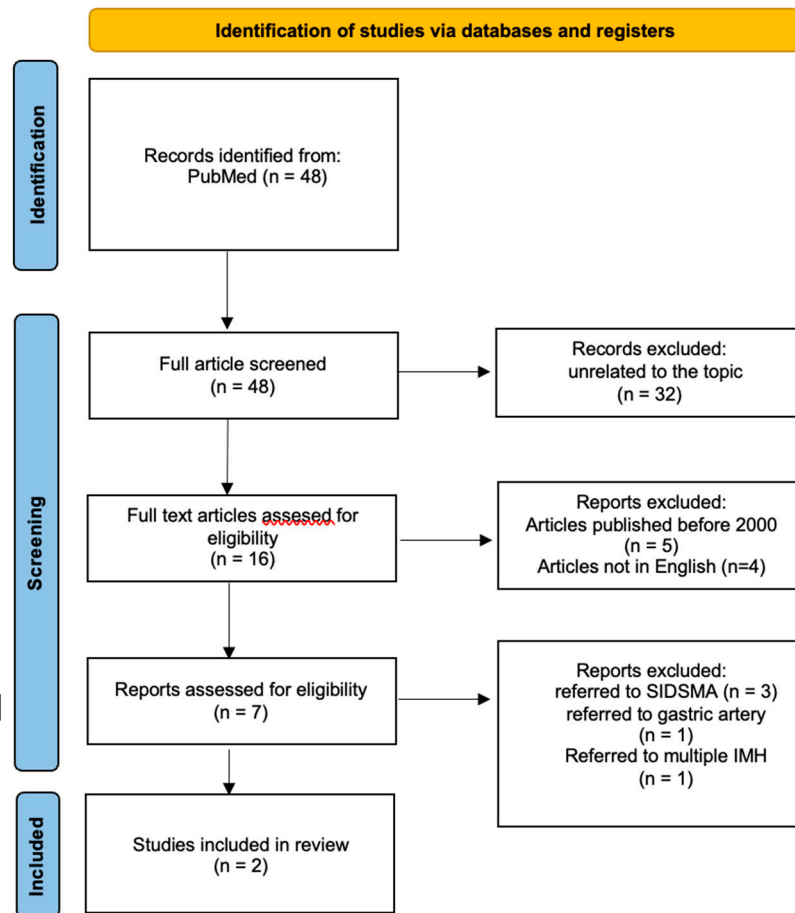 Identification of studies via databases and registers
Identification
Records identified from:
PubMed (n = 48)
Screening
Full article screened
(n = 48)
Records excluded:
unrelated to the topic
(n = 32)
Full text articles assesed for
eligibility
(n = 16)
Reports excluded:
Articles published before 2000
(n = 5)
Articles not in English (n=4)
Reports assessed for eligibility
(n = 7)
Reports excluded:
referred to SIDSMA (n = 3)
referred to gastric artery
(n = 1)
Referred to multiple IMH
(n = 1)
Included
Studies included in review
(n = 2)